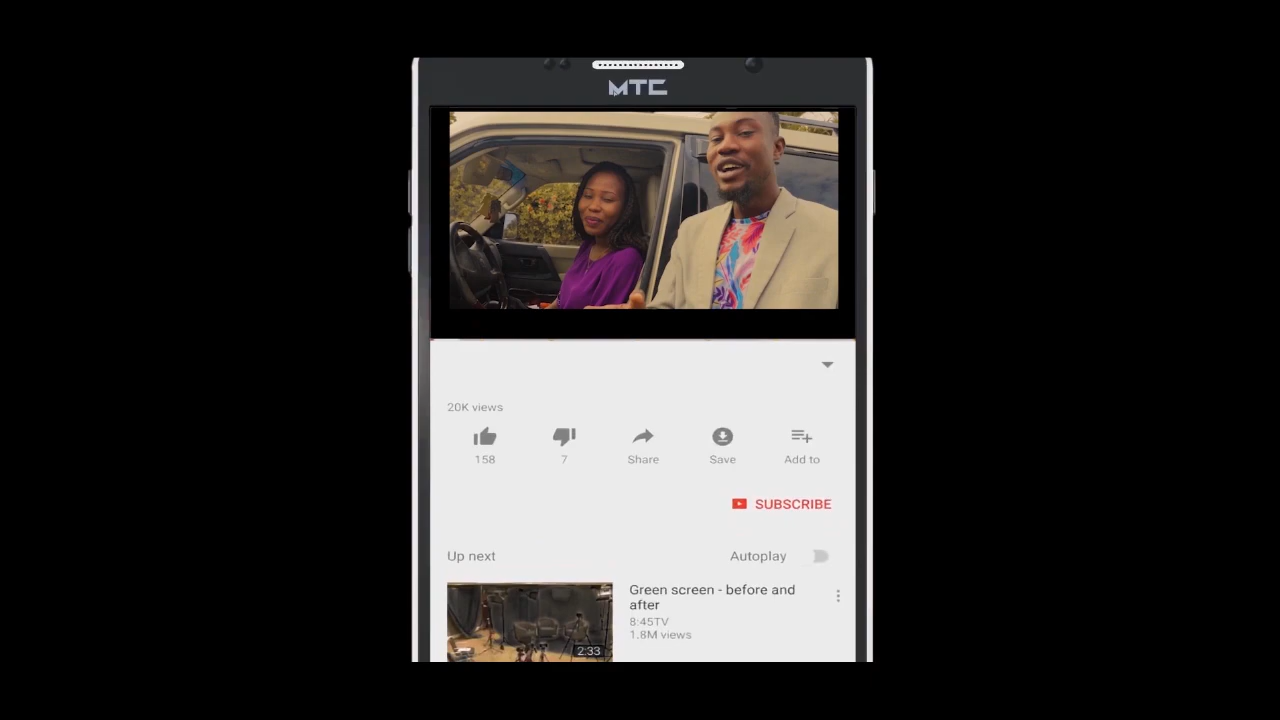 MTC
20K views
158
7
Share
Save
Add to
SUBSCRIBE
Up next
Autoplay
Green screen - before and
after
8:45TV
1.8M views
2:33